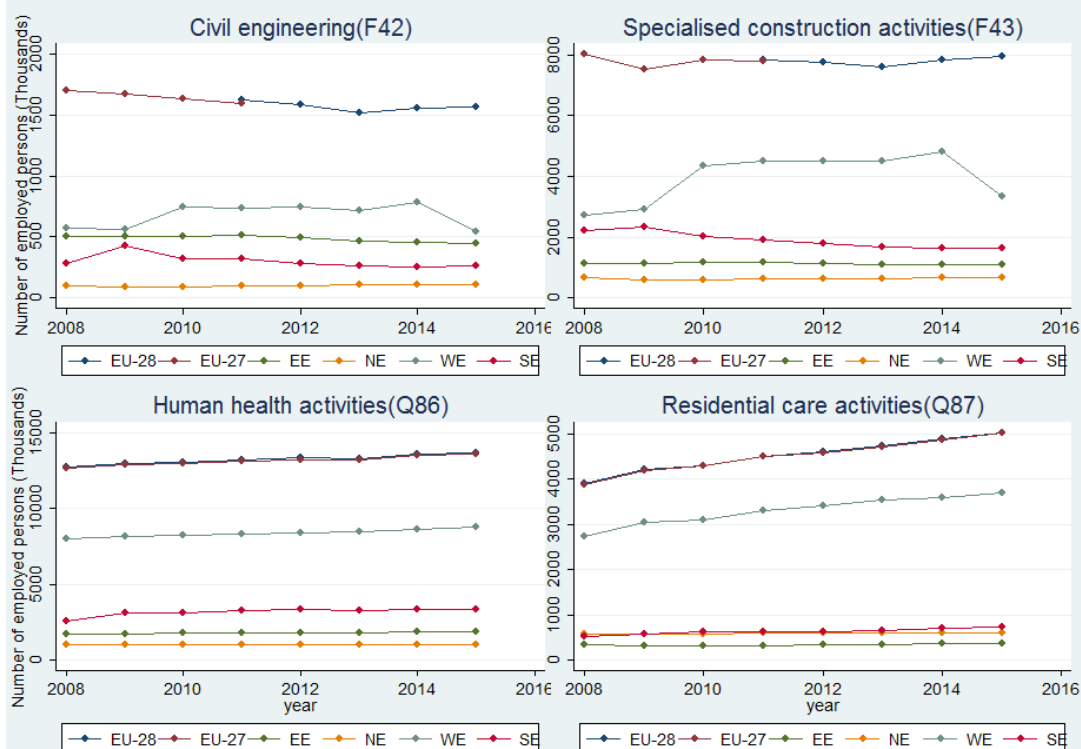 Civil engineering(F42)
Number of employed persons (Thousands)
2000
1500
1000
500
0
2008 2010 2012 2014 2016
EU-28 EU-27 EE NE WE SE
Specialised construction activities(F43)
8000
6000
4000
2000
0
2008 2010 2012 2014 2016
EU-28 EU-27 EE NE WE SE
Human health activities(Q86)
Number of employed persons (Thousands)
15000
10000
5000
0
2008 2010 2012 2014 2016
year
EU-28 EU-27 EE NE WE SE
Residential care activities(Q87)
5000
4000
3000
2000
1000
0
2008 2010 2012 2014 2016
year
EU-28 EU-27 EE NE WE SE